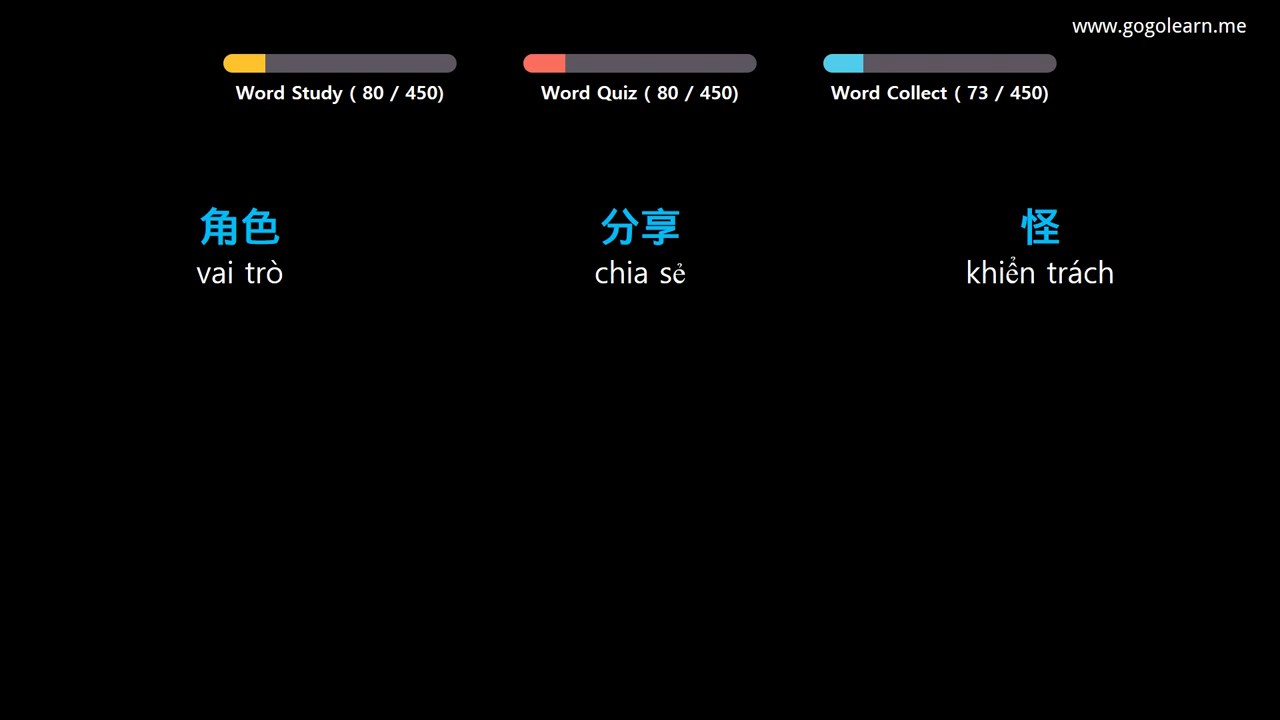 www.gogolearn.me
Word Study ( 80 / 450)
Word Quiz ( 80 / 450)
Word Collect ( 73 / 450)
角色
vai trò
分享
chia sẻ
怪
khiển trách